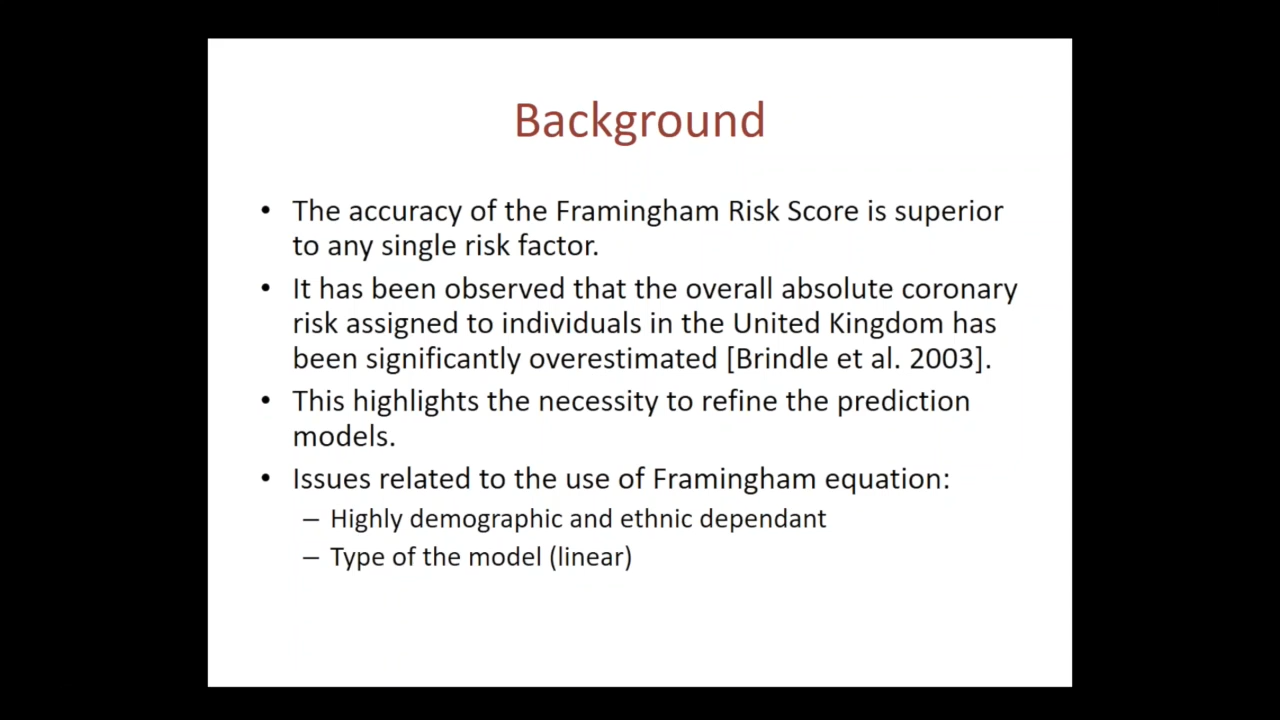 Background
• The accuracy of the Framingham Risk Score is superior
to any single risk factor.
• It has been observed that the overall absolute coronary
risk assigned to individuals in the United Kingdom has
been significantly overestimated [Brindle et al. 2003].
• This highlights the necessity to refine the prediction
models.
• Issues related to the use of Framingham equation:
– Highly demographic and ethnic dependant
– Type of the model (linear)